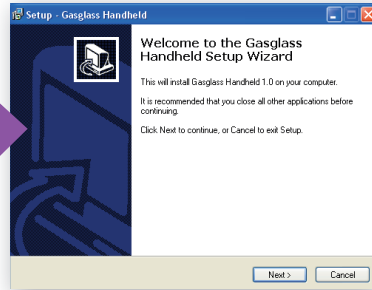 Setup - Gasglass Handheld
Welcome to the Gasglass
Handheld Setup Wizard
This will install Gasglass Handheld 1.0 on your computer.
It is recommended that you close all other applications before
continuing.
Click Next to continue, or Cancel to exit Setup.
Next >
Cancel